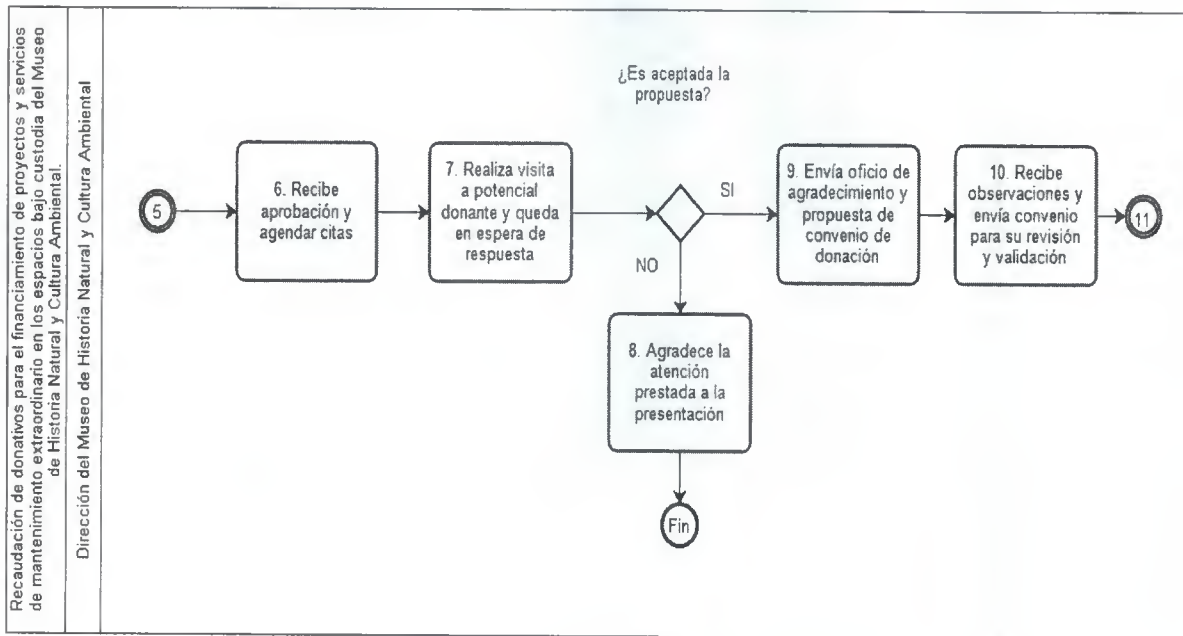 Recaudación de donativos para el financiamiento de proyectos y servicios
de mantenimiento extraordinario en los espacios bajo custodia del Museo
de Historia Natural y Cultura Ambiental.
Dirección del Museo de Historia Natural y Cultura Ambiental
5
6. Recibe
aprobación y
agendar citas
7. Realiza visita
a potencial
donante y queda
en espera de
respuesta
¿Es aceptada la
propuesta?
SI
NO
8. Agradece la
atención
prestada a la
presentación
Fin
9. Envía oficio de
agradecimiento y
propuesta de
convenio de
donación
10. Recibe
observaciones y
envía convenio
para su revisión
y validación
11